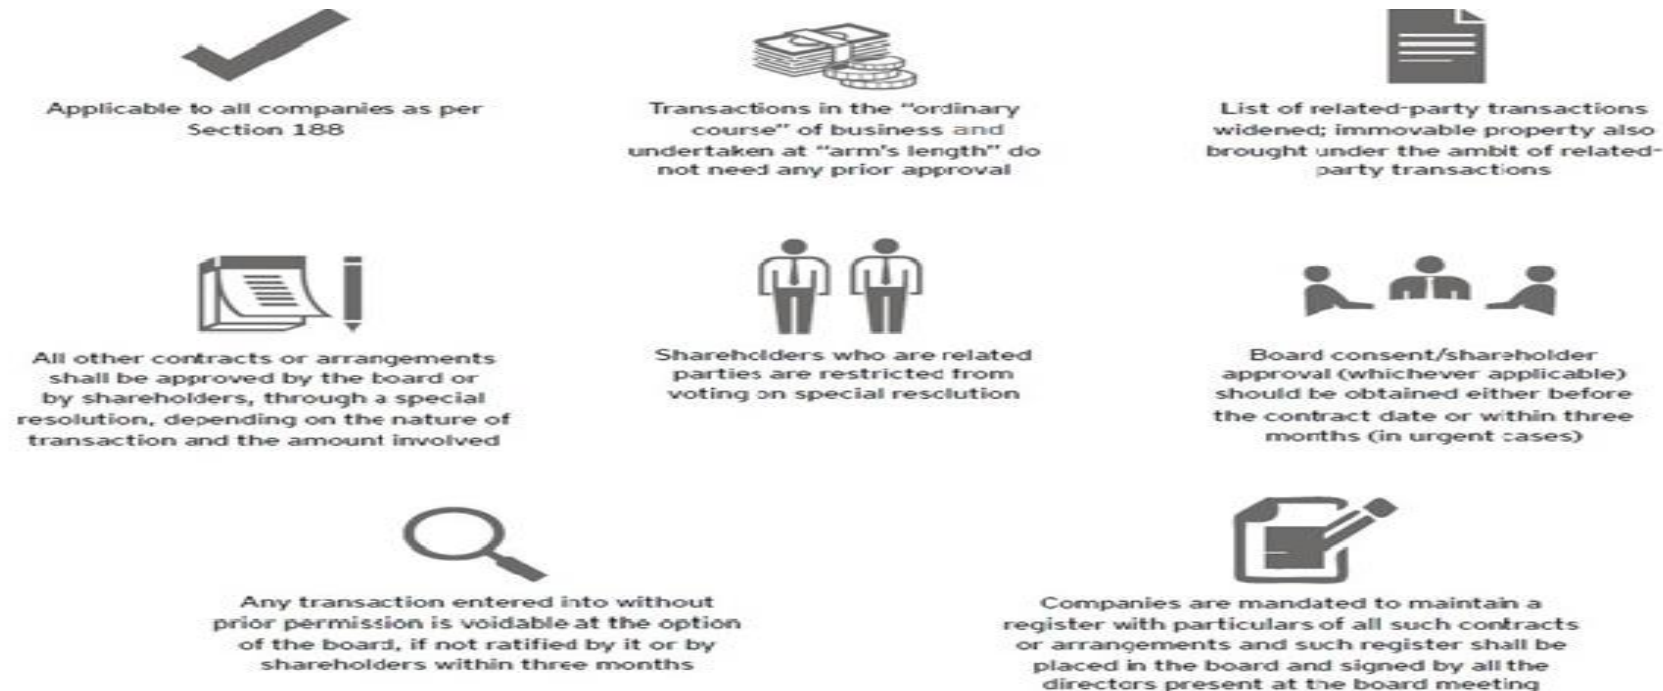 Applicable to all companies as per
Section 188
Transactions in the "ordinary
course" of business and
undertaken at "arm's length" do
not need any prior approval
List of related-party transactions
widened; immovable property also
brought under the ambit of related-
party transactions
All other contracts or arrangements
shall be approved by the board or
by shareholders, through a special
resolution, depending on the nature of
transaction and the amount involved
Shareholders who are related
parties are restricted from
voting on special resolution
Board consent/shareholder
approval (whichever applicable)
should be obtained either before
the contract date or within three
months (in urgent cases)
Any transaction entered into without
prior permission is voidable at the option
of the board, if not ratified by it or by
shareholders within three months
Companies are mandated to maintain a
register with particulars of all such contracts
or arrangements and such register shall be
placed in the board and signed by all the
directors present at the board meeting